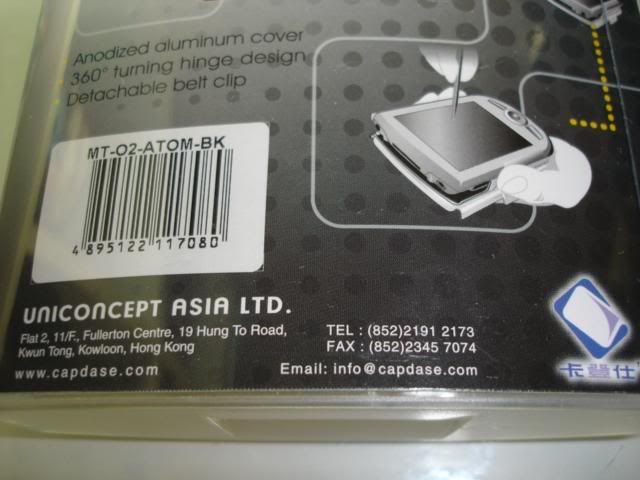 Anodized aluminum cover
360° turning hinge design
Detachable belt clip
MT-O2-ATOM-BK
4 895122 117080
UNICONCEPT ASIA LTD.
Flat 2, 11/F., Fullerton Centre, 19 Hung To Road,
Kwun Tong, Kowloon, Hong Kong
www.capdase.com
TEL : (852)2191 2173
FAX : (852)2345 7074
Email: info@capdase.com
卡登仕